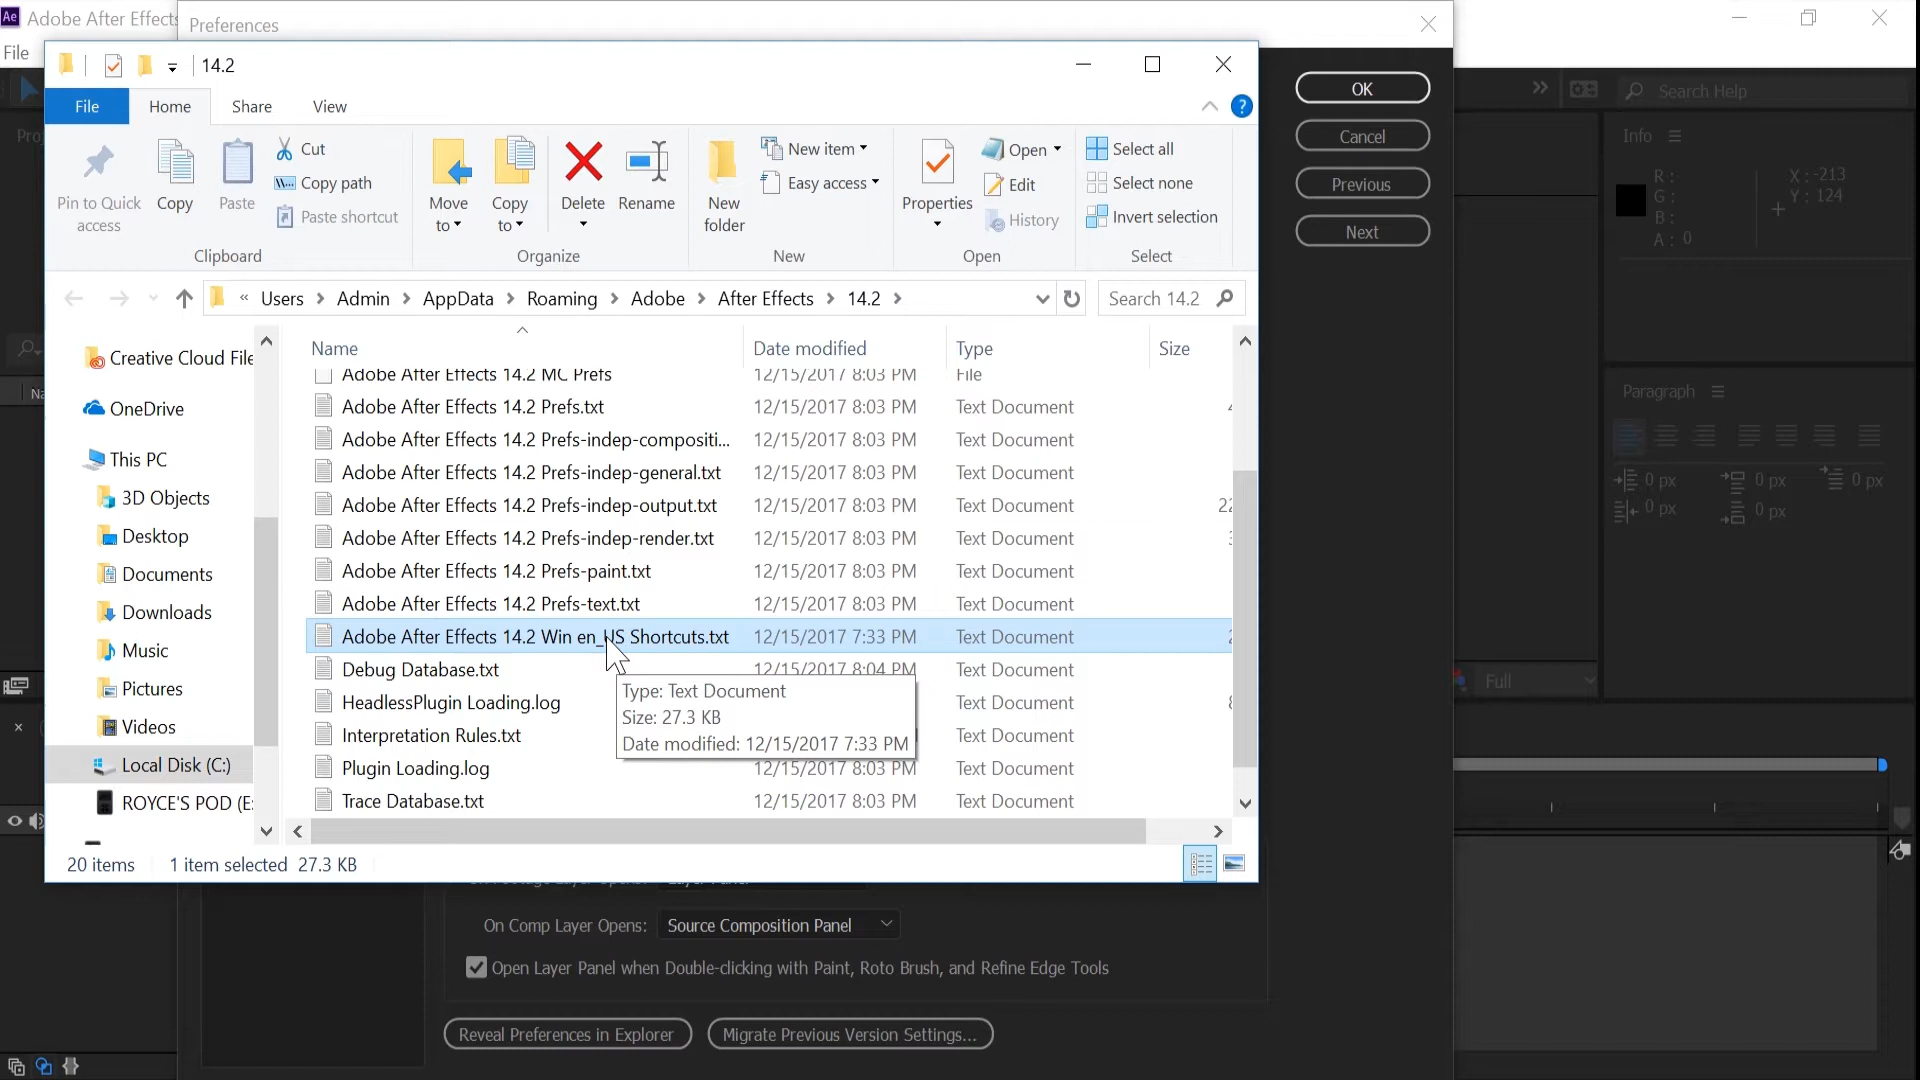 Adobe After Effects
Preferences
File
14.2
File
Home
Share
View
Pin to Quick
access
Copy
Paste
Cut
Copy path
Paste shortcut
Clipboard
Move
to
Copy
to
Delete
Rename
Organize
New
folder
New item
Easy access
New
Properties
Open
Edit
History
Open
Select all
Select none
Invert selection
Select
OK
Cancel
Previous
Next
Search Help
Info
R :
G :
B :
A : 0
X : -213
Y : 124
« Users > Admin > AppData > Roaming > Adobe > After Effects > 14.2 >
Search 14.2
Creative Cloud File
OneDrive
This PC
3D Objects
Desktop
Documents
Downloads
Music
Pictures
Videos
Local Disk (C:)
ROYCE'S POD (E:
Name Date modified Type Size
Adobe After Effects 14.2 MC Prefs 12/15/2017 8:03 PM File
Adobe After Effects 14.2 Prefs.txt 12/15/2017 8:03 PM Text Document
Adobe After Effects 14.2 Prefs-indep-compositi... 12/15/2017 8:03 PM Text Document
Adobe After Effects 14.2 Prefs-indep-general.txt 12/15/2017 8:03 PM Text Document
Adobe After Effects 14.2 Prefs-indep-output.txt 12/15/2017 8:03 PM Text Document 22
Adobe After Effects 14.2 Prefs-indep-render.txt 12/15/2017 8:03 PM Text Document
Adobe After Effects 14.2 Prefs-paint.txt 12/15/2017 8:03 PM Text Document
Adobe After Effects 14.2 Prefs-text.txt 12/15/2017 8:03 PM Text Document
Adobe After Effects 14.2 Win en_US Shortcuts.txt 12/15/2017 7:33 PM Text Document
Debug Database.txt 12/15/2017 8:04 PM Text Document
HeadlessPlugin Loading.log Text Document
Interpretation Rules.txt Text Document
Plugin Loading.log 12/15/2017 8:03 PM Text Document
Trace Database.txt 12/15/2017 8:03 PM Text Document
Type: Text Document
Size: 27.3 KB
Date modified: 12/15/2017 7:33 PM
20 items 1 item selected 27.3 KB
Paragraph
0 px 0 px 0 px
0 px 0 px
Full
On Comp Layer Opens: Source Composition Panel
Open Layer Panel when Double-clicking with Paint, Roto Brush, and Refine Edge Tools
Reveal Preferences in Explorer
Migrate Previous Version Settings...